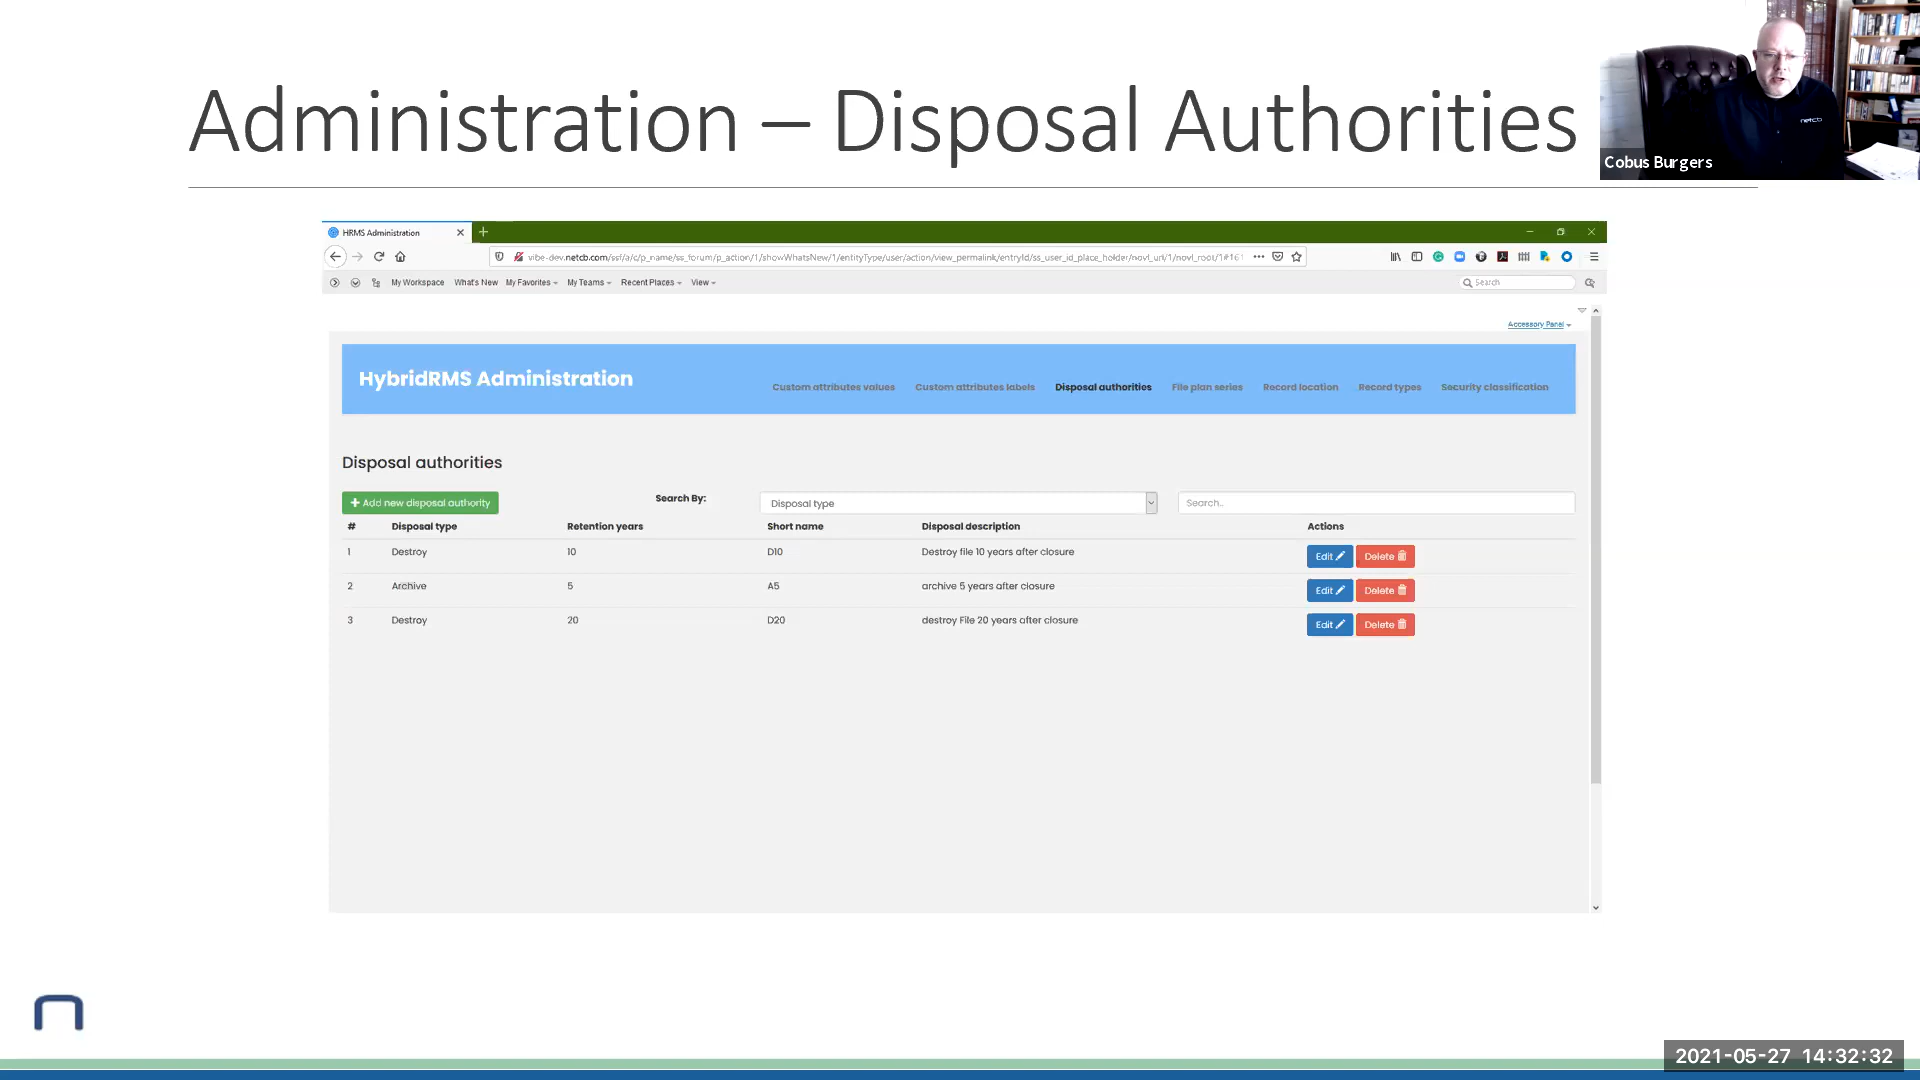 Administration – Disposal Authorities
netcb
Cobus Burgers
HRMS Administration
vibe-dev.netcb.com/ssf/a/c/p_name/ss_forum/p_action/1/showWhatsNew/1/entityType/user/action/view_permalink/entryId/ss_user_id_place_holder/novl_url/1/novl_root/1#161
My Workspace What's New My Favorites My Teams Recent Places View
Search
Accessory Panel
HybridRMS Administration
Custom attributes values Custom attributes labels Disposal authorities File plan series Record location Record types Security classification
Disposal authorities
+ Add new disposal authority Search By: Disposal type Search..
# Disposal type Retention years Short name Disposal description Actions
1 Destroy 10 D10 Destroy file 10 years after closure Edit Delete
2 Archive 5 A5 archive 5 years after closure Edit Delete
3 Destroy 20 D20 destroy File 20 years after closure Edit Delete
2021-05-27 14:32:32